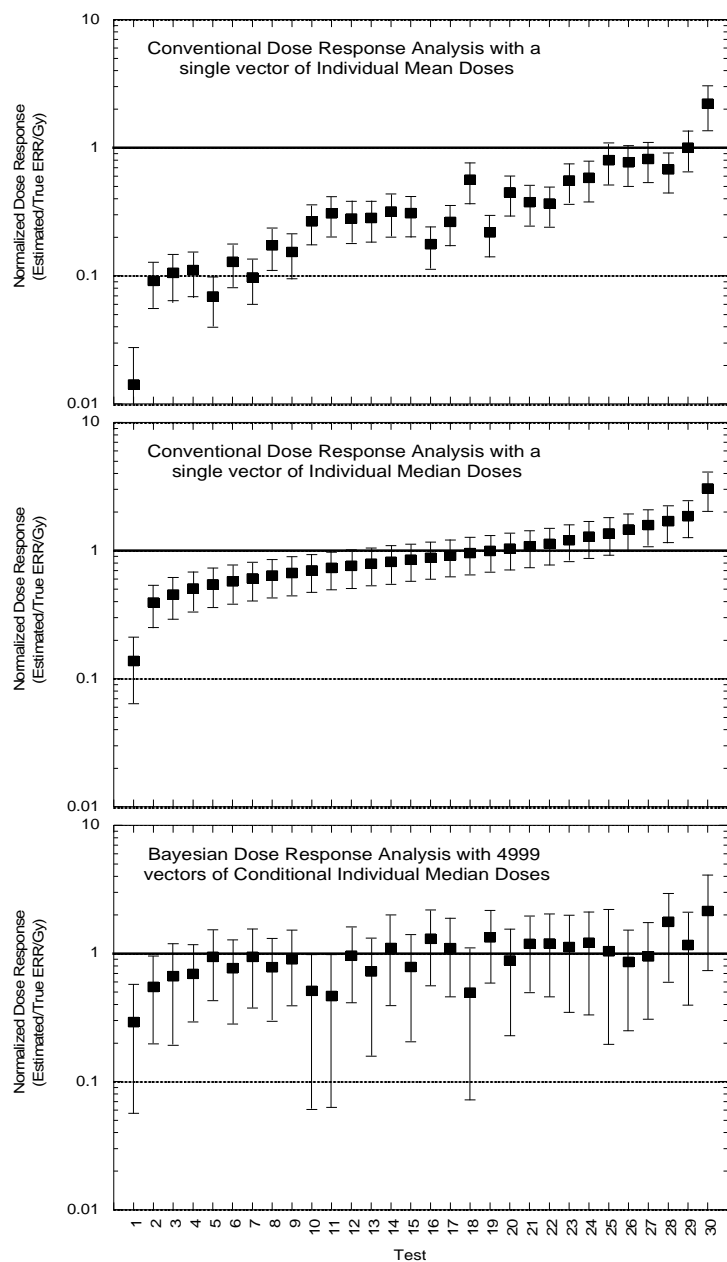 10
Conventional Dose Response Analysis with a
single vector of Individual Mean Doses
1
0.1
0.01
Normalized Dose Response
(Estimated/True ERR/Gy)
10
Conventional Dose Response Analysis with a
single vector of Individual Median Doses
1
0.1
0.01
Normalized Dose Response
(Estimated/True ERR/Gy)
10
Bayesian Dose Response Analysis with 4999
vectors of Conditional Individual Median Doses
1
0.1
0.01
Normalized Dose Response
(Estimated/True ERR/Gy)
1 2 3 4 5 6 7 8 9 10 11 12 13 14 15 16 17 18 19 20 21 22 23 24 25 26 27 28 29 30
Test